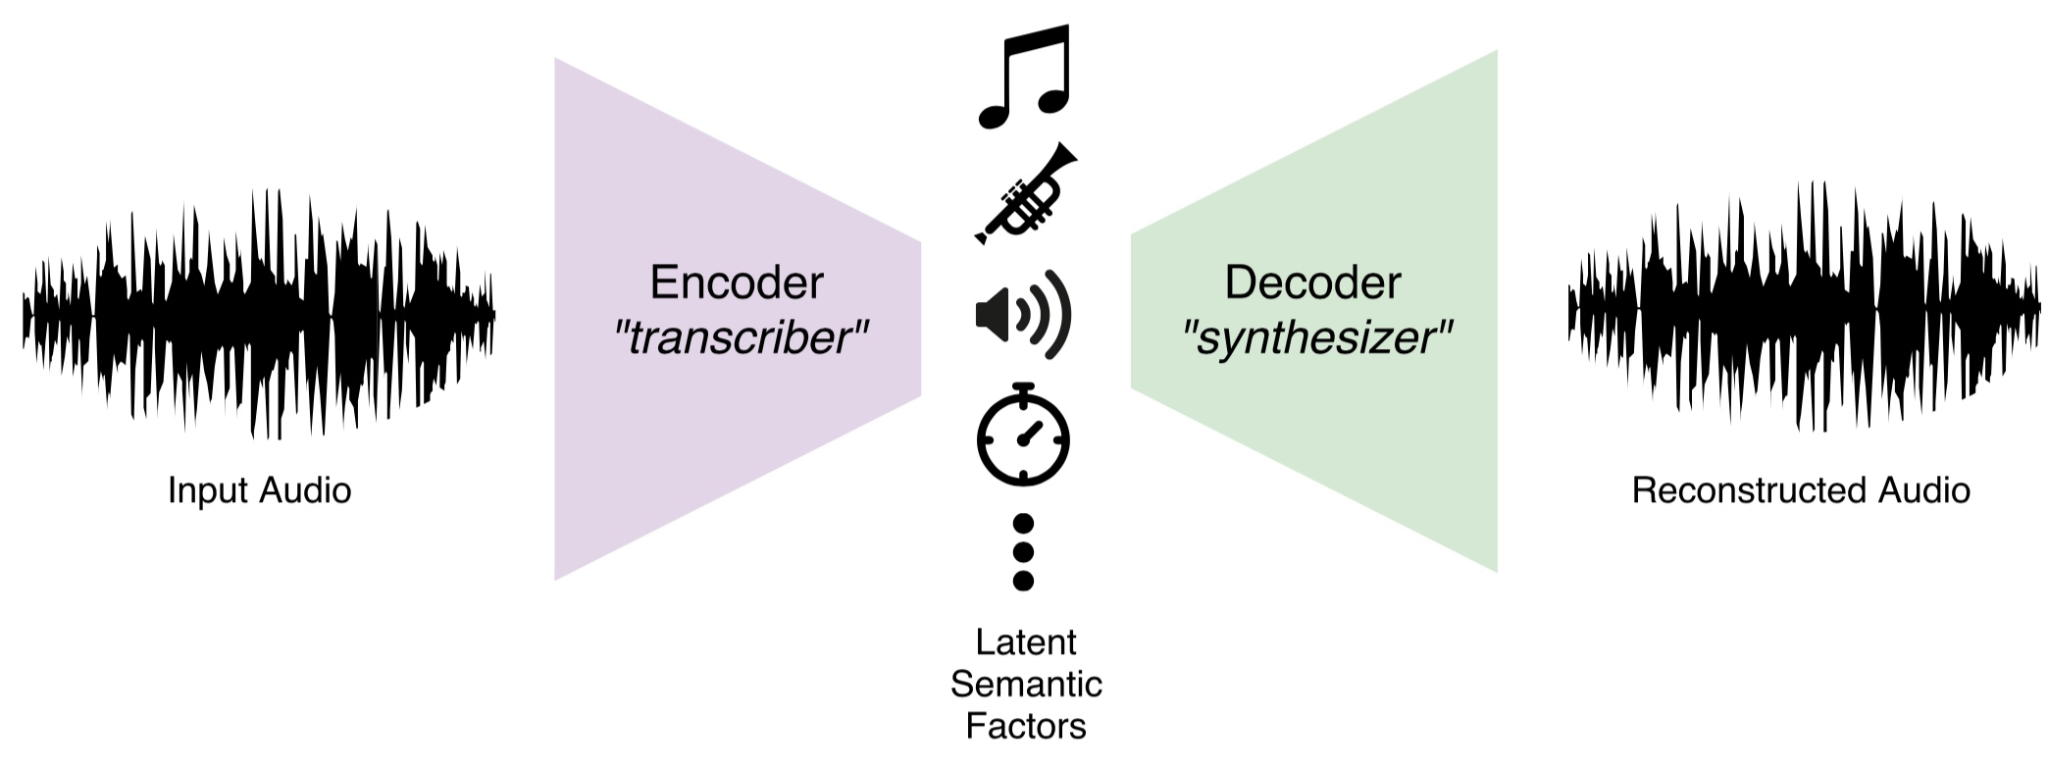 Encoder
"transcriber"
Decoder
"synthesizer"
Input Audio
Reconstructed Audio
Latent
Semantic
Factors